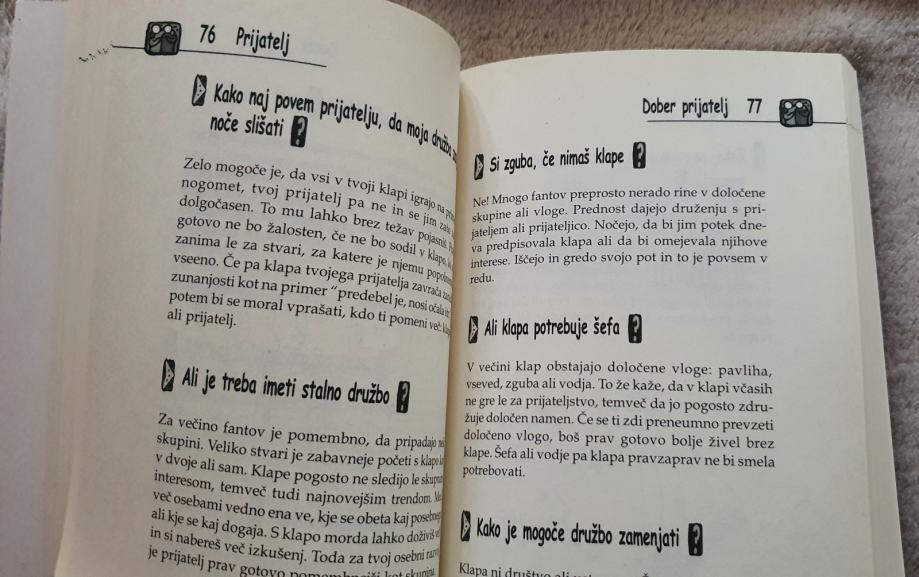 76 Prijatelj
Kako naj povem prijatelju, da moja družba
noče slišati ?
Zelo mogoče je, da vsi v tvoji klapi igrajo na
nogomet, tvoj prijatelj pa ne in se jim zato
dolgočasen. To mu lahko brez težav pojasniš.
gotovo ne bo žalosten, če ne bo sodil v klapo,
zanima le za stvari, za katere je njemu
vseeno. Če pa klapa tvojega prijatelja zavrača
zunanjosti kot na primer "predebel je, nosi očala
potem bi se moral vprašati, kdo ti pomeni več:
ali prijatelj.
Ali je treba imeti stalno družbo ?
Za večino fantov je pomembno, da pripadajo
skupini. Veliko stvari je zabavneje početi s klapo
v dvoje ali sam. Klape pogosto ne sledijo le
interesom, temveč tudi najnovejšim trendom.
več osebami vedno ena ve, kje se obeta kaj
ali kje se kaj dogaja. S klapo morda lahko doživiš
in si nabereš več izkušenj. Toda za tvoj osebni
je prijatelj prav gotovo pomembnejši kot skupina
Dober prijatelj 77
Si zguba, če nimaš klape ?
Ne! Mnogo fantov preprosto nerado rine v določene
skupine ali vloge. Prednost dajejo druženju s pri-
jateljem ali prijateljico. Nočejo, da bi jim potek dne-
va predpisovala klapa ali da bi omejevala njihove
interese. Iščejo in gredo svojo pot in to je povsem v
redu.
Ali klapa potrebuje šefa ?
V večini klap obstajajo določene vloge: pavliha,
vseved, zguba ali vodja. To že kaže, da v klapi včasih
ne gre le za prijateljstvo, temveč da jo pogosto zdru-
žuje določen namen. Če se ti zdi preneumno prevzeti
določeno vlogo, boš prav gotovo bolje živel brez
klape. Šefa ali vodje pa klapa pravzaprav ne bi smela
potrebovati.
Kako je mogoče družbo zamenjati ?
Klapa ni društvo ali